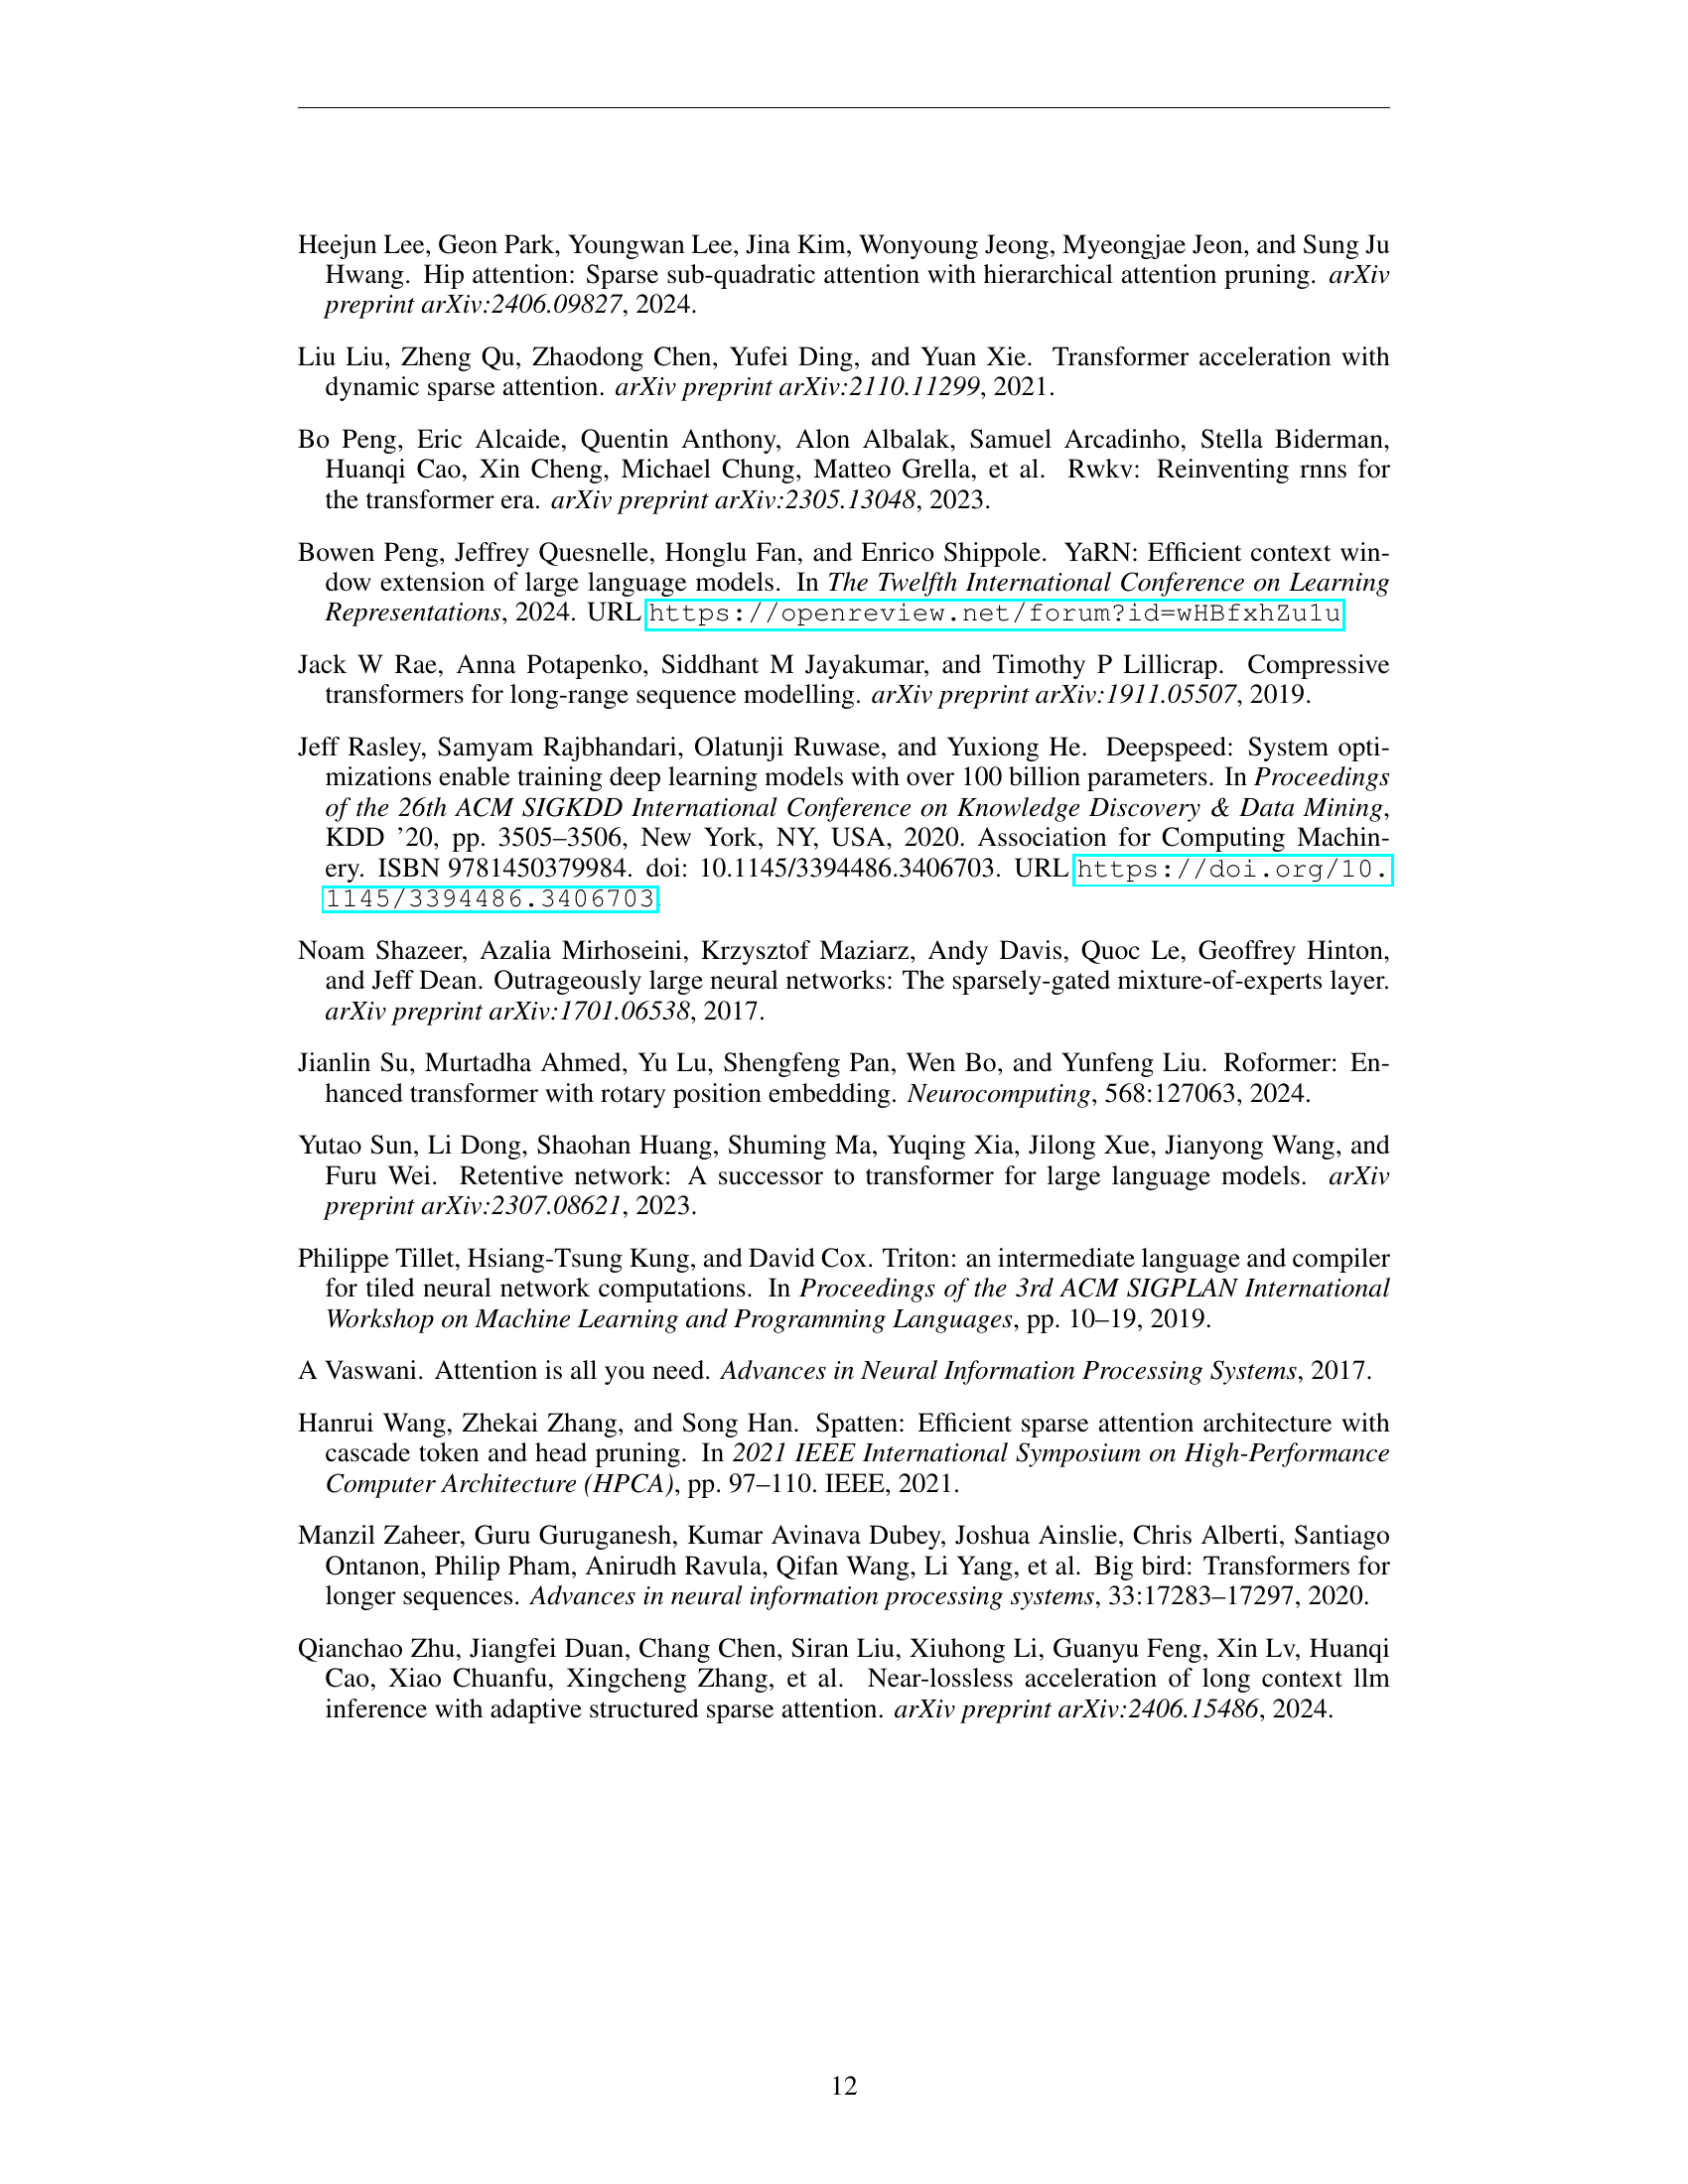 Heejun Lee, Geon Park, Youngwan Lee, Jina Kim, Wonyoung Jeong, Myeongjae Jeon, and Sung Ju
Hwang. Hip attention: Sparse sub-quadratic attention with hierarchical attention pruning. arXiv
preprint arXiv:2406.09827, 2024.
Liu Liu, Zheng Qu, Zhaodong Chen, Yufei Ding, and Yuan Xie. Transformer acceleration with
dynamic sparse attention. arXiv preprint arXiv:2110.11299, 2021.
Bo Peng, Eric Alcaide, Quentin Anthony, Alon Albalak, Samuel Arcadinho, Stella Biderman,
Huanqi Cao, Xin Cheng, Michael Chung, Matteo Grella, et al. Rwkv: Reinventing rnns for
the transformer era. arXiv preprint arXiv:2305.13048, 2023.
Bowen Peng, Jeffrey Quesnelle, Honglu Fan, and Enrico Shippole. YaRN: Efficient context win-
dow extension of large language models. In The Twelfth International Conference on Learning
Representations, 2024. URL https://openreview.net/forum?id=wHBfxhZu1u.
Jack W Rae, Anna Potapenko, Siddhant M Jayakumar, and Timothy P Lillicrap. Compressive
transformers for long-range sequence modelling. arXiv preprint arXiv:1911.05507, 2019.
Jeff Rasley, Samyam Rajbhandari, Olatunji Ruwase, and Yuxiong He. Deepspeed: System opti-
mizations enable training deep learning models with over 100 billion parameters. In Proceedings
of the 26th ACM SIGKDD International Conference on Knowledge Discovery & Data Mining,
KDD ’20, pp. 3505–3506, New York, NY, USA, 2020. Association for Computing Machin-
ery. ISBN 9781450379984. doi: 10.1145/3394486.3406703. URL https://doi.org/10.
1145/3394486.3406703.
Noam Shazeer, Azalia Mirhoseini, Krzysztof Maziarz, Andy Davis, Quoc Le, Geoffrey Hinton,
and Jeff Dean. Outrageously large neural networks: The sparsely-gated mixture-of-experts layer.
arXiv preprint arXiv:1701.06538, 2017.
Jianlin Su, Murtadha Ahmed, Yu Lu, Shengfeng Pan, Wen Bo, and Yunfeng Liu. Roformer: En-
hanced transformer with rotary position embedding. Neurocomputing, 568:127063, 2024.
Yutao Sun, Li Dong, Shaohan Huang, Shuming Ma, Yuqing Xia, Jilong Xue, Jianyong Wang, and
Furu Wei. Retentive network: A successor to transformer for large language models. arXiv
preprint arXiv:2307.08621, 2023.
Philippe Tillet, Hsiang-Tsung Kung, and David Cox. Triton: an intermediate language and compiler
for tiled neural network computations. In Proceedings of the 3rd ACM SIGPLAN International
Workshop on Machine Learning and Programming Languages, pp. 10–19, 2019.
A Vaswani. Attention is all you need. Advances in Neural Information Processing Systems, 2017.
Hanrui Wang, Zhekai Zhang, and Song Han. Spatten: Efficient sparse attention architecture with
cascade token and head pruning. In 2021 IEEE International Symposium on High-Performance
Computer Architecture (HPCA), pp. 97–110. IEEE, 2021.
Manzil Zaheer, Guru Guruganesh, Kumar Avinava Dubey, Joshua Ainslie, Chris Alberti, Santiago
Ontanon, Philip Pham, Anirudh Ravula, Qifan Wang, Li Yang, et al. Big bird: Transformers for
longer sequences. Advances in neural information processing systems, 33:17283–17297, 2020.
Qianchao Zhu, Jiangfei Duan, Chang Chen, Siran Liu, Xiuhong Li, Guanyu Feng, Xin Lv, Huanqi
Cao, Xiao Chuanfu, Xingcheng Zhang, et al. Near-lossless acceleration of long context llm
inference with adaptive structured sparse attention. arXiv preprint arXiv:2406.15486, 2024.
12